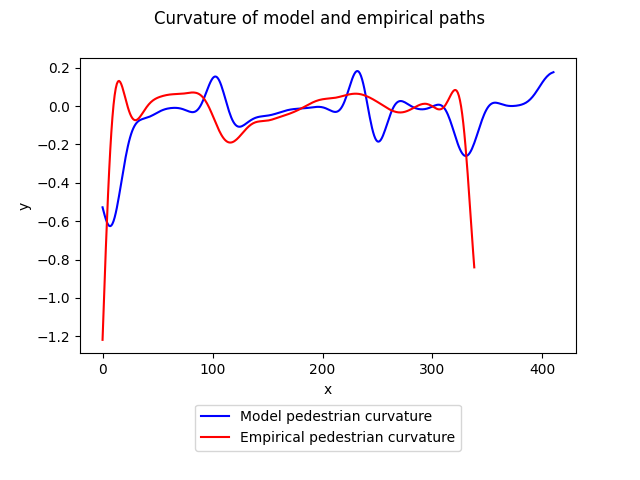 Curvature of model and empirical paths
0.2
0.0
−0.2
−0.4
−0.6
−0.8
−1.0
−1.2
y
0 100 200 300 400
x
Model pedestrian curvature
Empirical pedestrian curvature